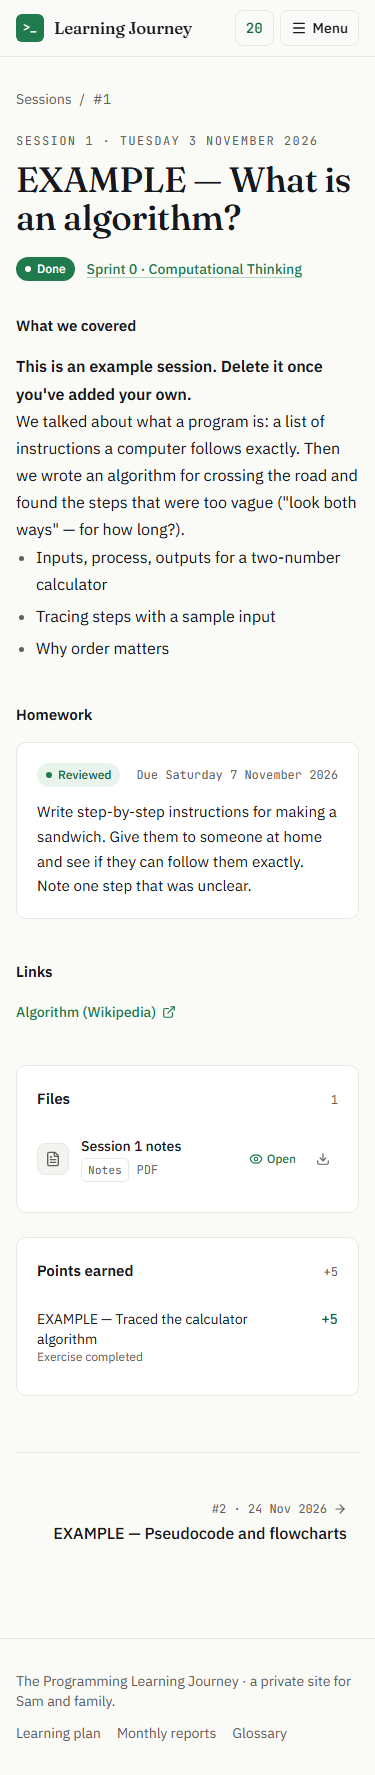 >_ Learning Journey 20 Menu
Sessions / #1
SESSION 1 · TUESDAY 3 NOVEMBER 2026
EXAMPLE — What is
an algorithm?
Done Sprint 0 · Computational Thinking
What we covered
This is an example session. Delete it once
you've added your own.
We talked about what a program is: a list of
instructions a computer follows exactly. Then
we wrote an algorithm for crossing the road and
found the steps that were too vague ("look both
ways" — for how long?).
• Inputs, process, outputs for a two-number
calculator
• Tracing steps with a sample input
• Why order matters
Homework
Reviewed Due Saturday 7 November 2026
Write step-by-step instructions for making a
sandwich. Give them to someone at home
and see if they can follow them exactly.
Note one step that was unclear.
Links
Algorithm (Wikipedia)
Files 1
Session 1 notes
Notes PDF Open
Points earned +5
EXAMPLE — Traced the calculator +5
algorithm
Exercise completed
#2 · 24 Nov 2026 →
EXAMPLE — Pseudocode and flowcharts
The Programming Learning Journey · a private site for
Sam and family.
Learning plan Monthly reports Glossary